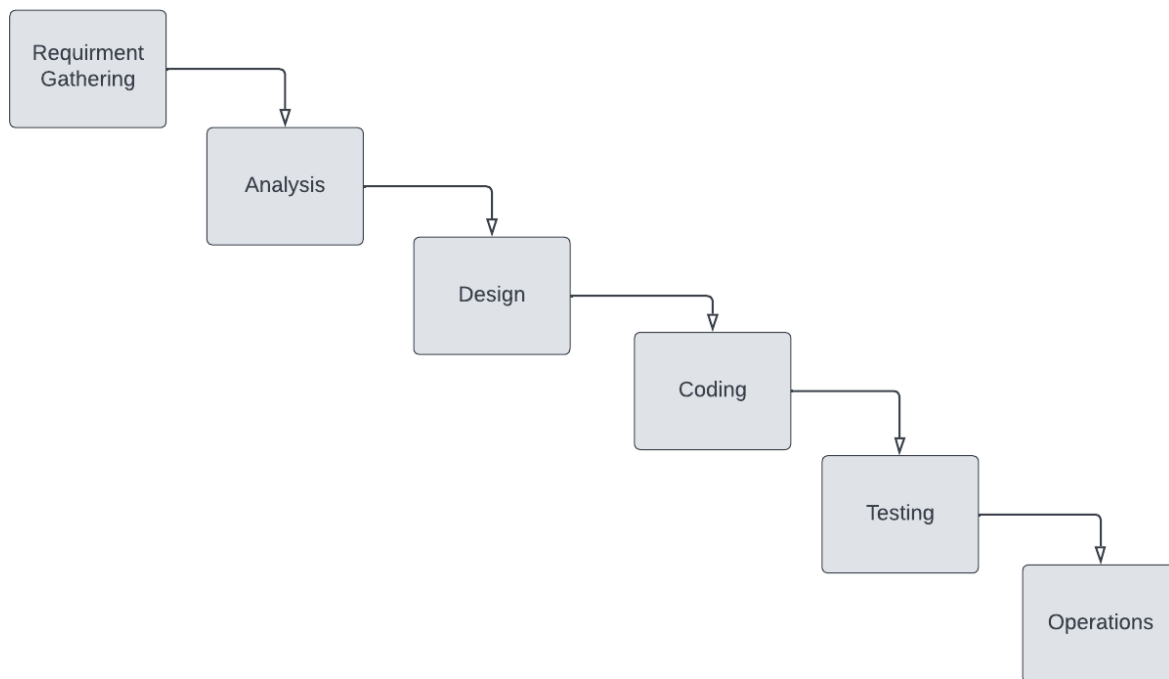 Requirment
Gathering
Analysis
Design
Coding
Testing
Operations